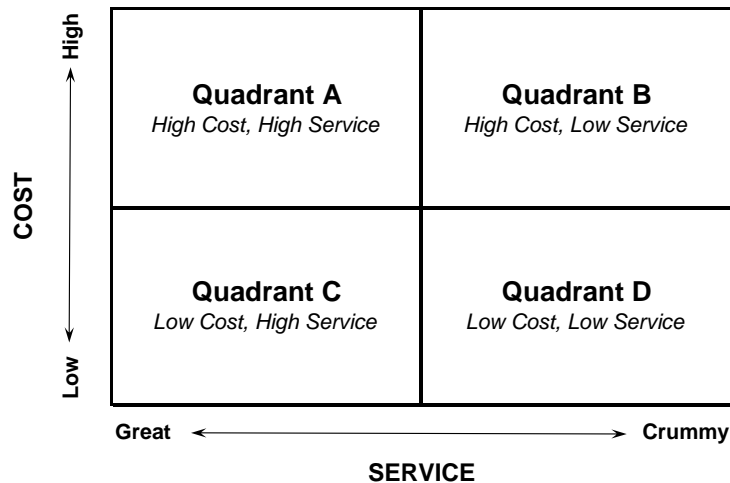 High
Quadrant A
High Cost, High Service
Quadrant B
High Cost, Low Service
COST
Quadrant C
Low Cost, High Service
Quadrant D
Low Cost, Low Service
Low
Great
Crummy
SERVICE